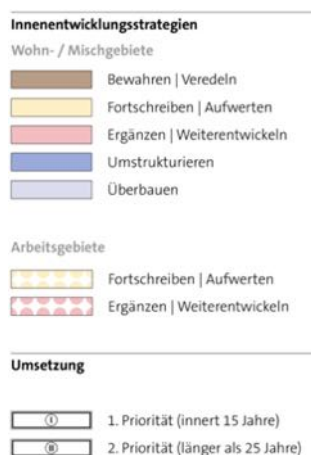 Innenentwicklungsstrategien
Wohn- / Mischgebiete
Bewahren | Veredeln
Fortschreiben | Aufwerten
Ergänzen | Weiterentwickeln
Umstrukturieren
Überbauen
Arbeitsgebiete
Fortschreiben | Aufwerten
Ergänzen | Weiterentwickeln
Umsetzung
I 1. Priorität (innert 15 Jahre)
II 2. Priorität (länger als 25 Jahre)